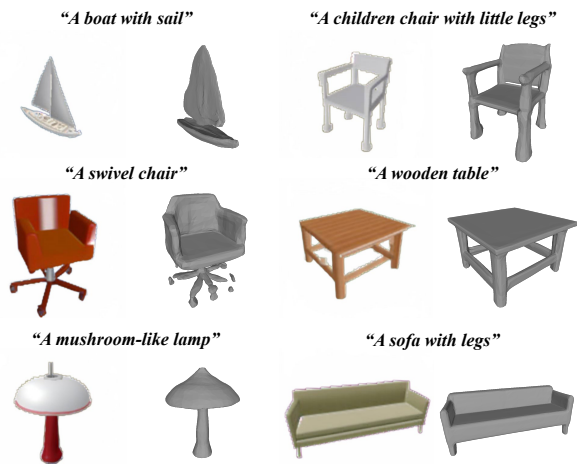 “A boat with sail”
“A children chair with little legs”
“A swivel chair”
“A wooden table”
“A mushroom-like lamp”
“A sofa with legs”